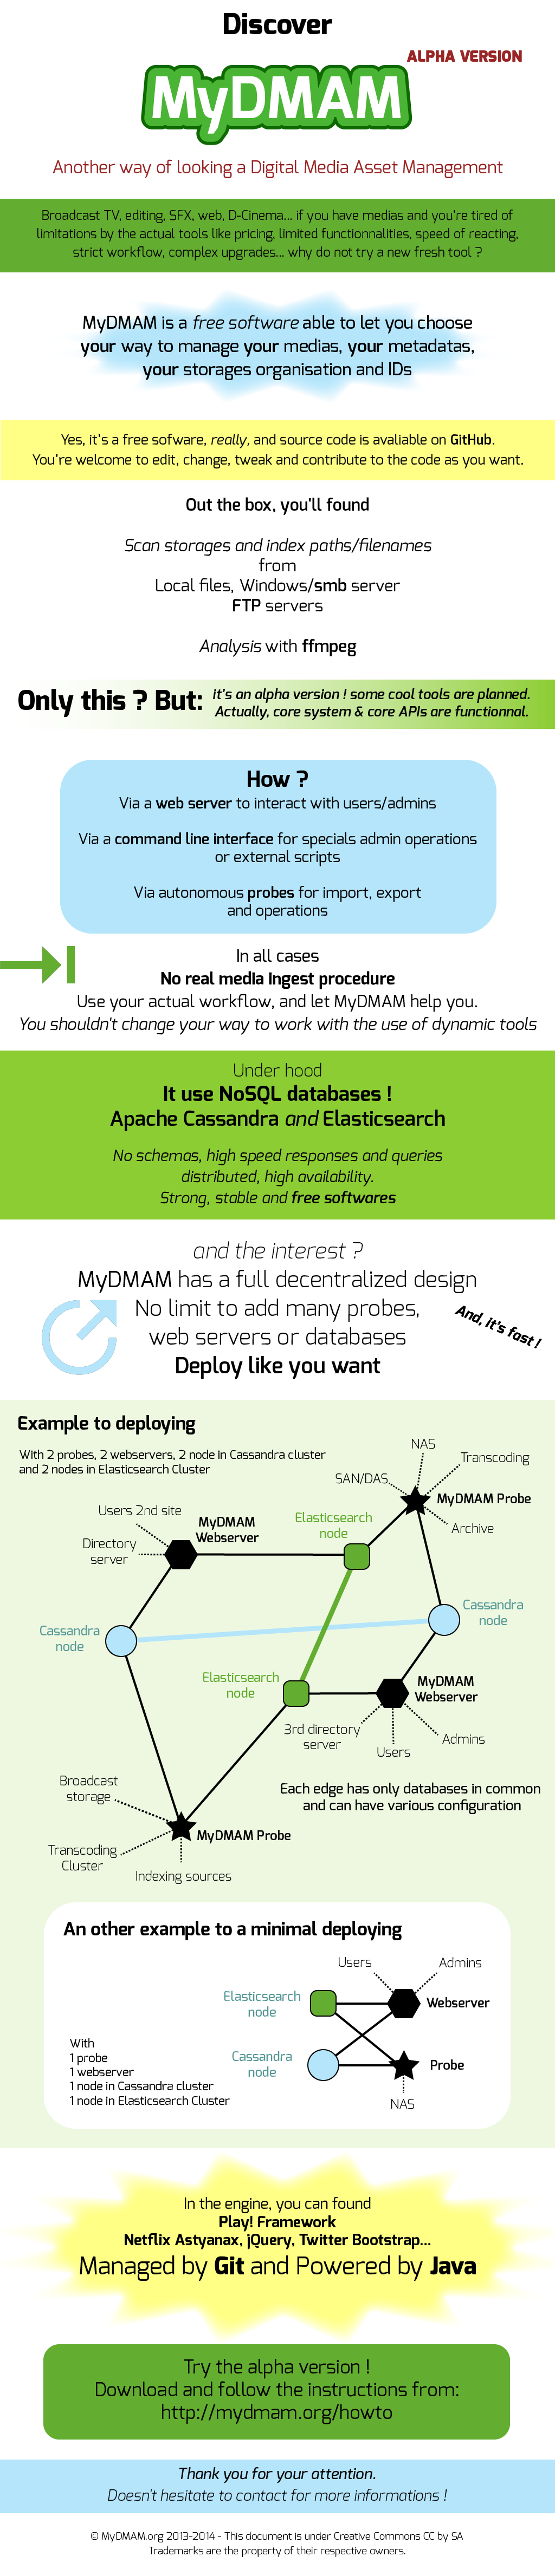 Discover
ALPHA VERSION
MyDMAM
Another way of looking a Digital Media Asset Management
Broadcast TV, editing, SFX, web, D-Cinema... if you have medias and you're tired of
limitations by the actual tools like pricing, limited functionnalities, speed of reacting,
strict workflow, complex upgrades... why do not try a new fresh tool ?
MyDMAM is a free software able to let you choose
your way to manage your medias, your metadatas,
your storages organisation and IDs
Yes, it's a free sofware, really, and source code is avaliable on GitHub.
You're welcome to edit, change, tweak and contribute to the code as you want.
Out the box, you'll found
Scan storages and index paths/filenames
from
Local files, Windows/smb server
FTP servers
Analysis with ffmpeg
Only this ? But:
it's an alpha version ! some cool tools are planned.
Actually, core system & core APIs are functionnal.
How ?
Via a web server to interact with users/admins
Via a command line interface for specials admin operations
or external scripts
Via autonomous probes for import, export
and operations
In all cases
No real media ingest procedure
Use your actual workflow, and let MyDMAM help you.
You shouldn't change your way to work with the use of dynamic tools
Under hood
It use NoSQL databases !
Apache Cassandra and Elasticsearch
No schemas, high speed responses and queries
distributed, high availability.
Strong, stable and free softwares
and the interest ?
MyDMAM has a full decentralized design
No limit to add many probes,
web servers or databases
Deploy like you want
And, it's fast !
Example to deploying
With 2 probes, 2 webservers, 2 node in Cassandra cluster
and 2 nodes in Elasticsearch Cluster
NAS
Transcoding
SAN/DAS
MyDMAM Probe
Archive
Users 2nd site
MyDMAM
Webserver
Elasticsearch
node
Directory
server
Cassandra
node
Cassandra
node
Elasticsearch
node
MyDMAM
Webserver
3rd directory
server
Users
Admins
Broadcast
storage
Each edge has only databases in common
and can have various configuration
MyDMAM Probe
Transcoding
Cluster
Indexing sources
An other example to a minimal deploying
Users
Admins
Elasticsearch
node
Webserver
Cassandra
node
Probe
NAS
With
1 probe
1 webserver
1 node in Cassandra cluster
1 node in Elasticsearch Cluster
In the engine, you can found
Play! Framework
Netflix Astyanax, jQuery, Twitter Bootstrap...
Managed by Git and Powered by Java
Try the alpha version !
Download and follow the instructions from:
http://mydmam.org/howto
Thank you for your attention.
Doesn't hesitate to contact for more informations !
© MyDMAM.org 2013-2014 - This document is under Creative Commons CC by SA
Trademarks are the property of their respective owners.